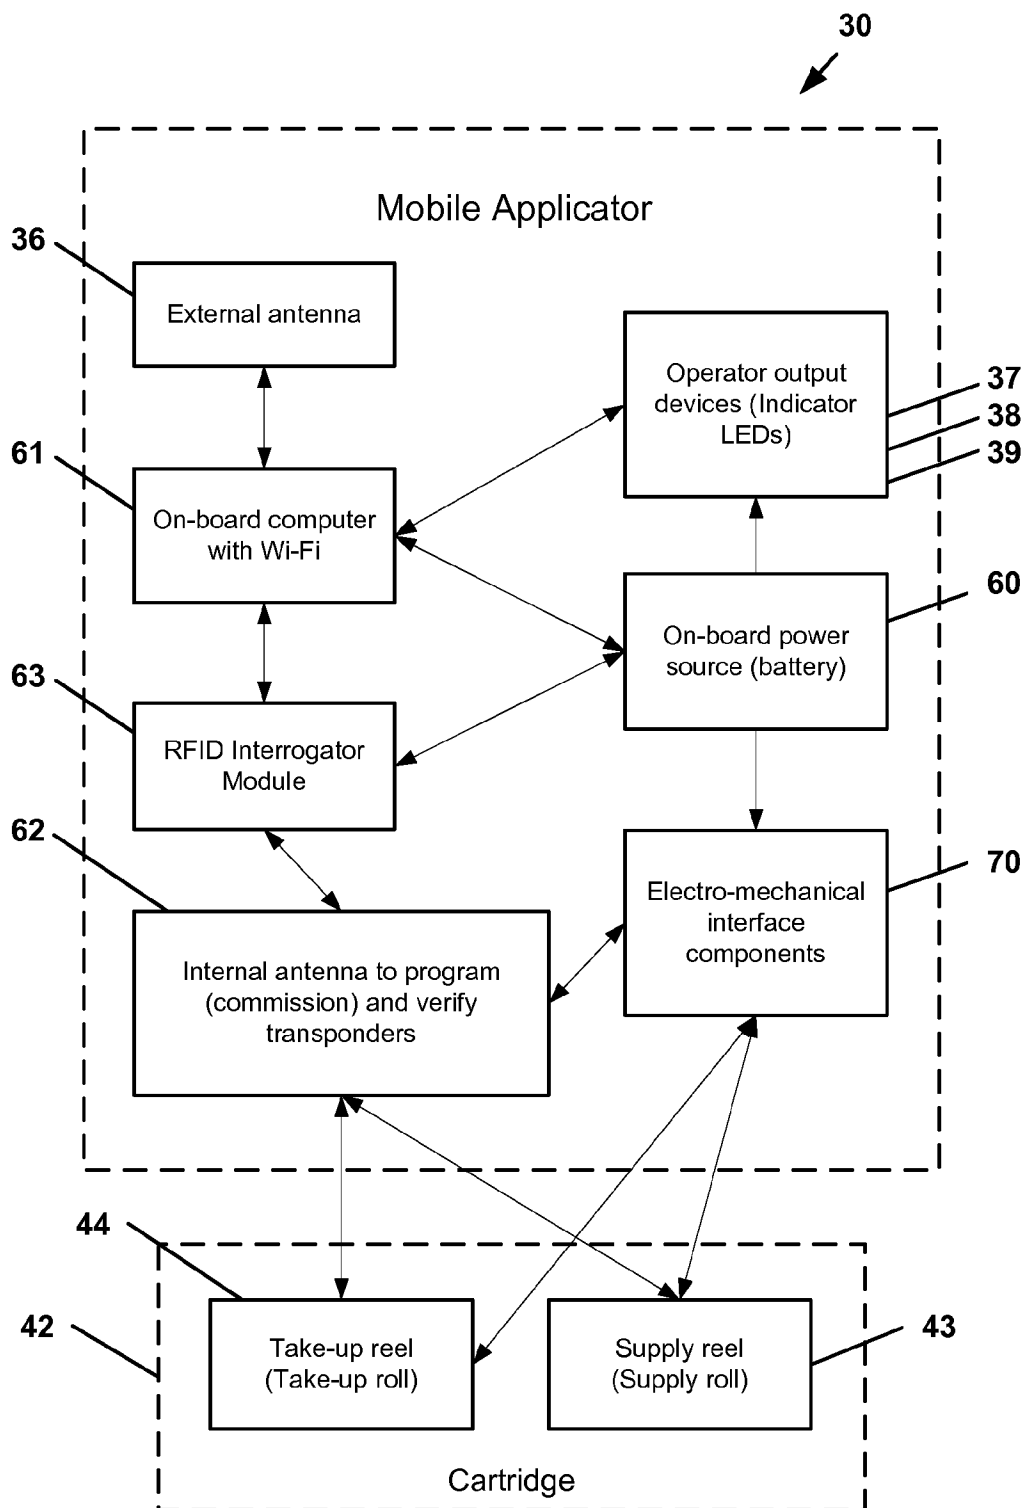 30
Mobile Applicator
36
External antenna
Operator output
devices (Indicator
LEDs)
37
38
39
61
On-board computer
with Wi-Fi
60
On-board power
source (battery)
63
RFID Interrogator
Module
62
70
Electro-mechanical
interface
components
Internal antenna to program
(commission) and verify
transponders
44
42
Take-up reel
(Take-up roll)
Supply reel
(Supply roll)
43
Cartridge